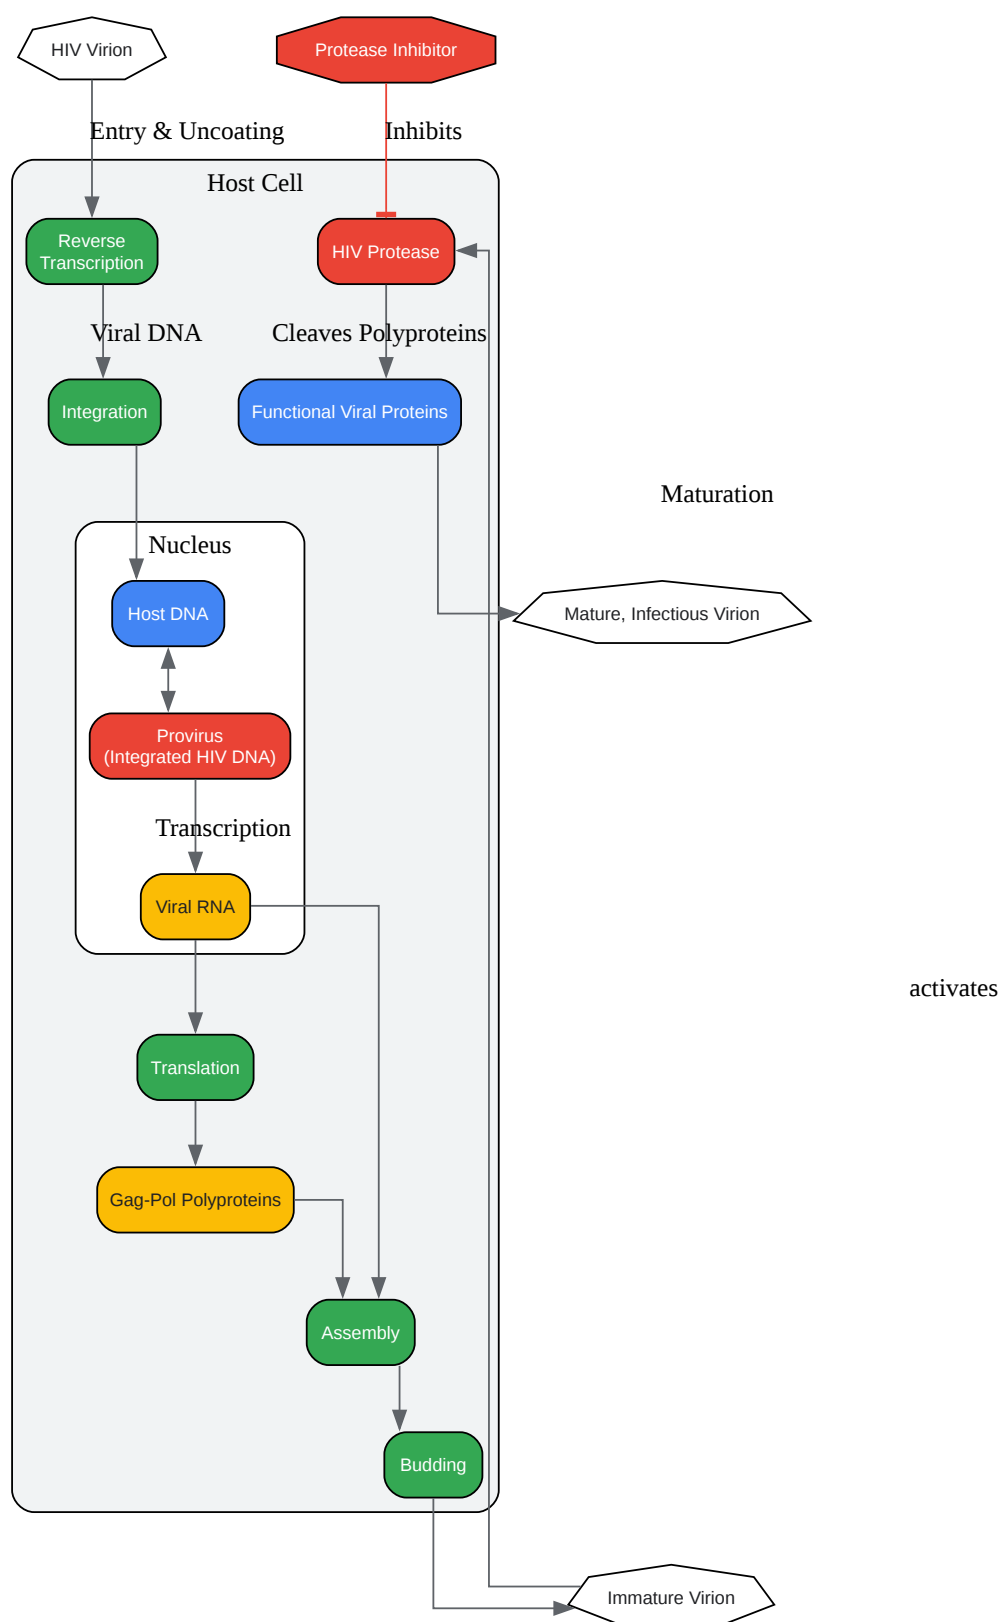 HIV Virion
Protease Inhibitor
Entry & Uncoating
Inhibits
Host Cell
Reverse
Transcription
HIV Protease
Viral DNA
Cleaves Polyproteins
Integration
Functional Viral Proteins
Maturation
Nucleus
Host DNA
Mature, Infectious Virion
Provirus
(Integrated HIV DNA)
Transcription
Viral RNA
activates
Translation
Gag-Pol Polyproteins
Assembly
Budding
Immature Virion